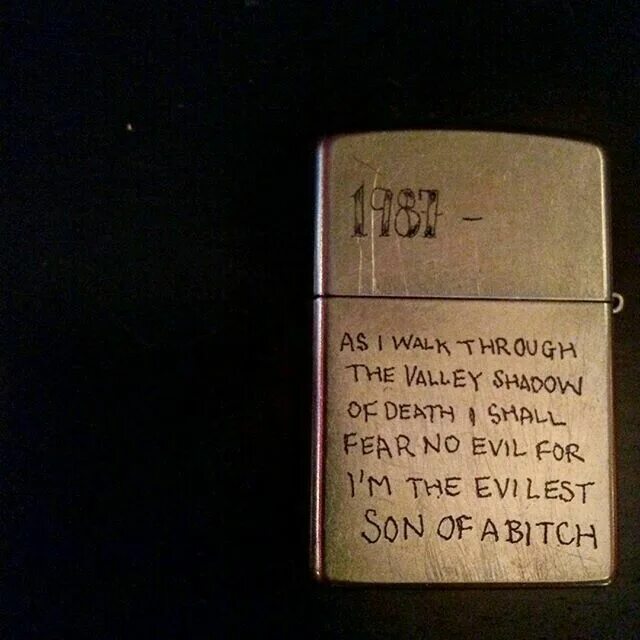 1987 -
AS I WALK THROUGH
THE VALLEY SHADOW
OF DEATH I SHALL
FEAR NO EVIL FOR
I'M THE EVILEST
SON OF A BITCH